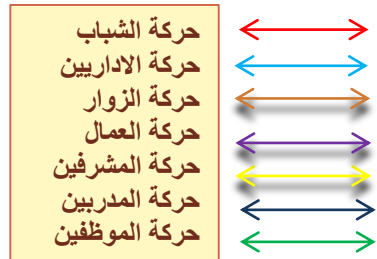 حركة الشباب
حركة الاداريين
حركة الزوار
حركة العمال
حركة المشرفين
حركة المدربين
حركة الموظفين